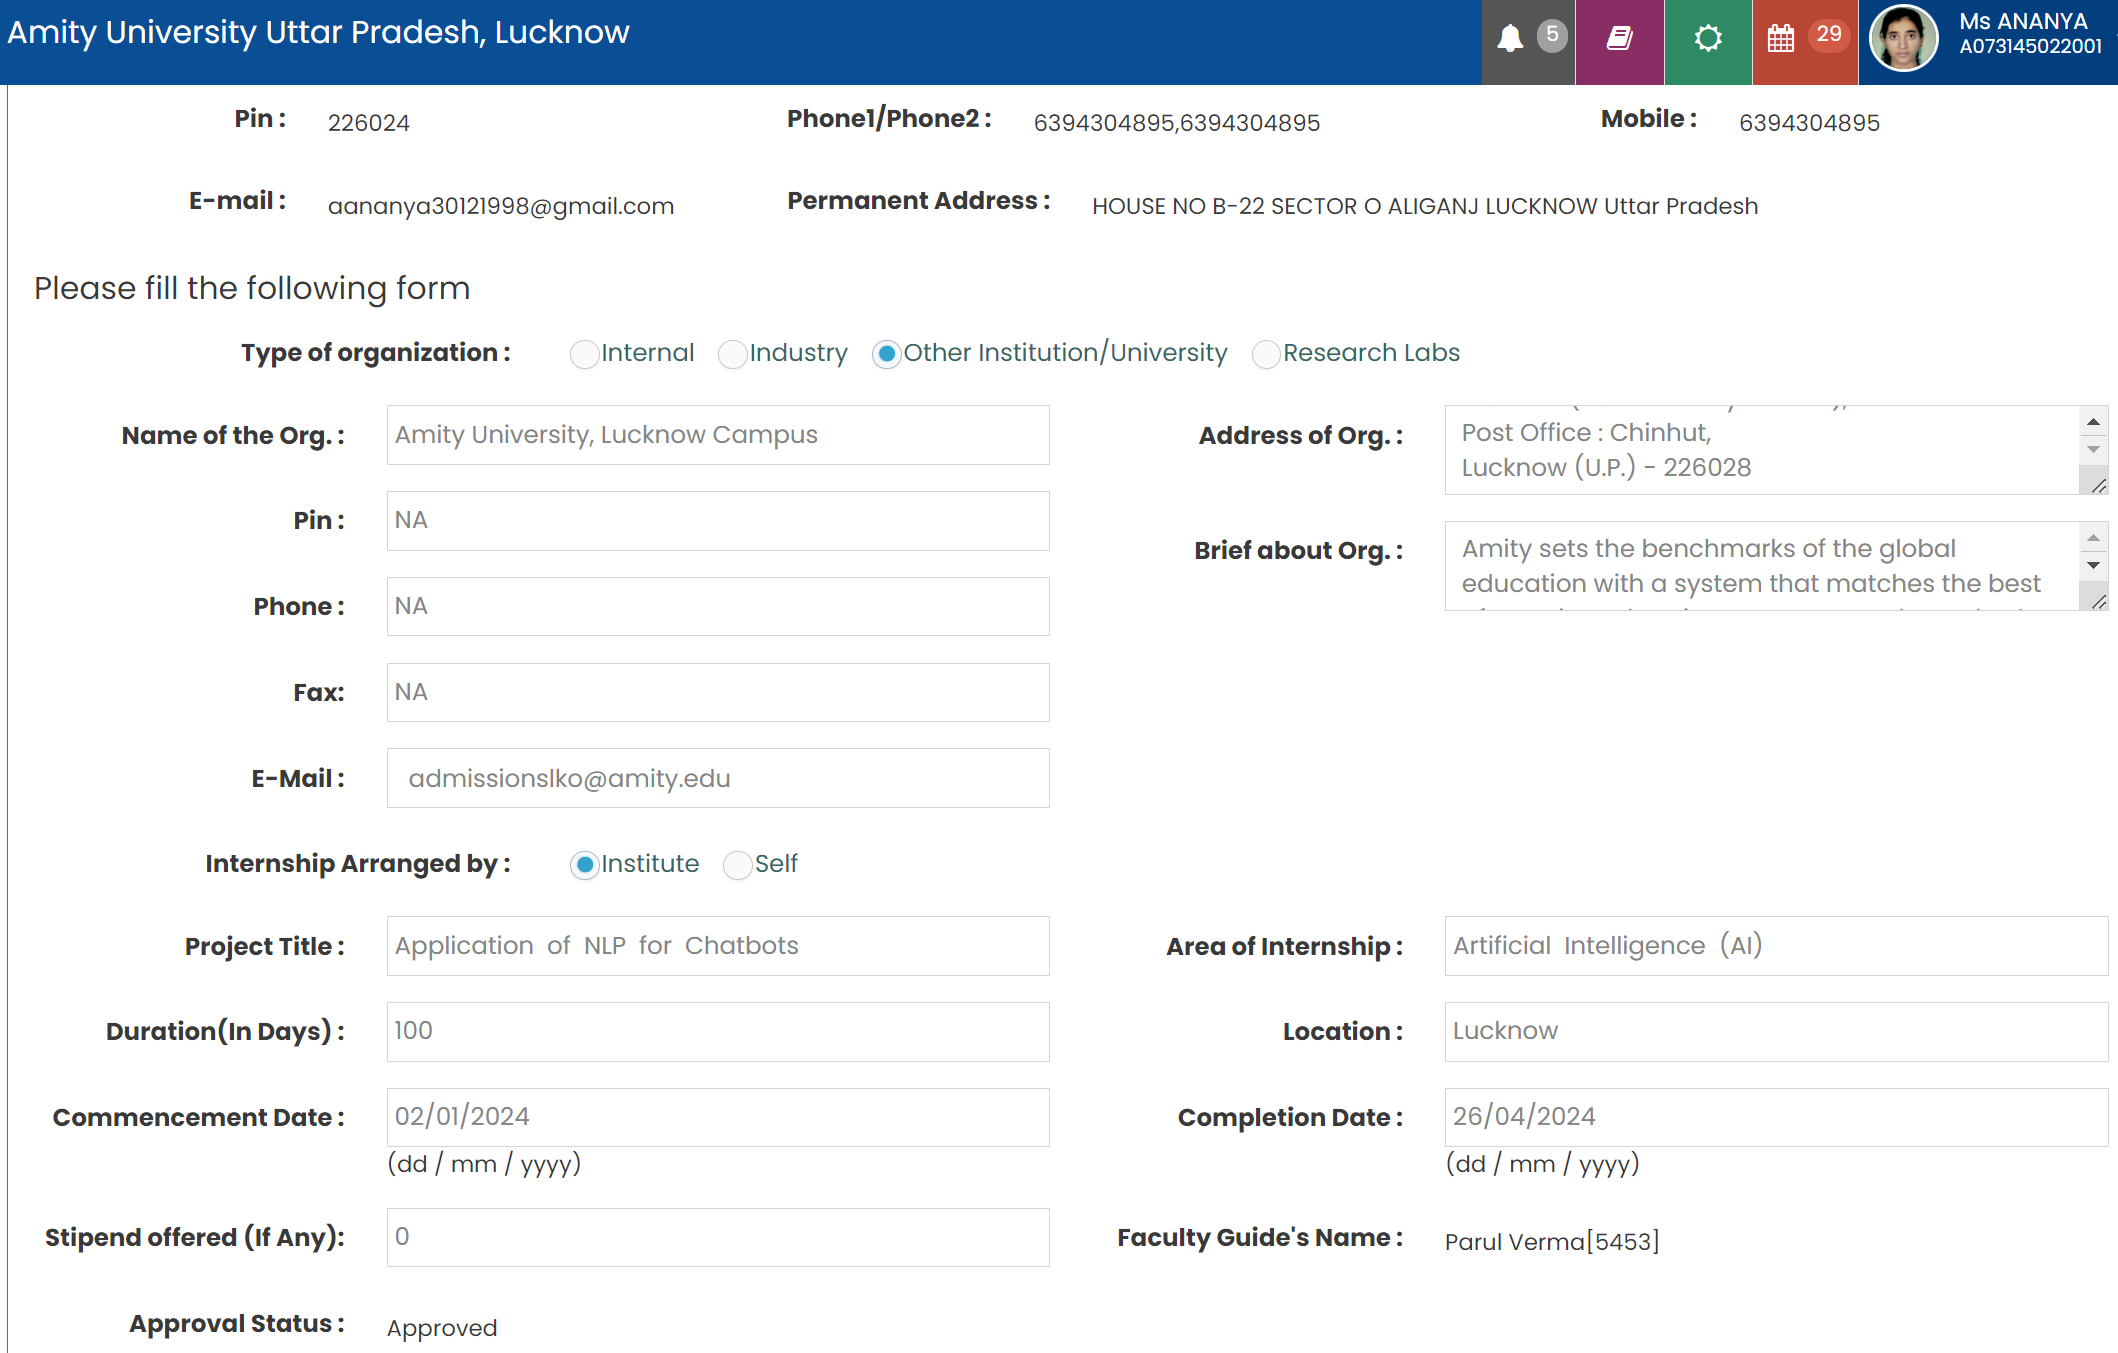 Amity University Uttar Pradesh, Lucknow
5
29
Ms ANANYA
A073145022001
Pin : 226024 Phone1/Phone2 : 6394304895,6394304895 Mobile : 6394304895
E-mail : aananya30121998@gmail.com Permanent Address : HOUSE NO B-22 SECTOR O ALIGANJ LUCKNOW Uttar Pradesh
Please fill the following form
Type of organization : Internal Industry Other Institution/University Research Labs
Name of the Org. : Amity University, Lucknow Campus
Address of Org. : Post Office : Chinhut,
Lucknow (U.P.) - 226028
Pin : NA
Brief about Org. : Amity sets the benchmarks of the global
education with a system that matches the best
Phone : NA
Fax: NA
E-Mail : admissionslko@amity.edu
Internship Arranged by : Institute Self
Project Title : Application of NLP for Chatbots Area of Internship : Artificial Intelligence (AI)
Duration(In Days) : 100 Location : Lucknow
Commencement Date : 02/01/2024 Completion Date : 26/04/2024
(dd / mm / yyyy) (dd / mm / yyyy)
Stipend offered (If Any): 0 Faculty Guide's Name : Parul Verma[5453]
Approval Status : Approved